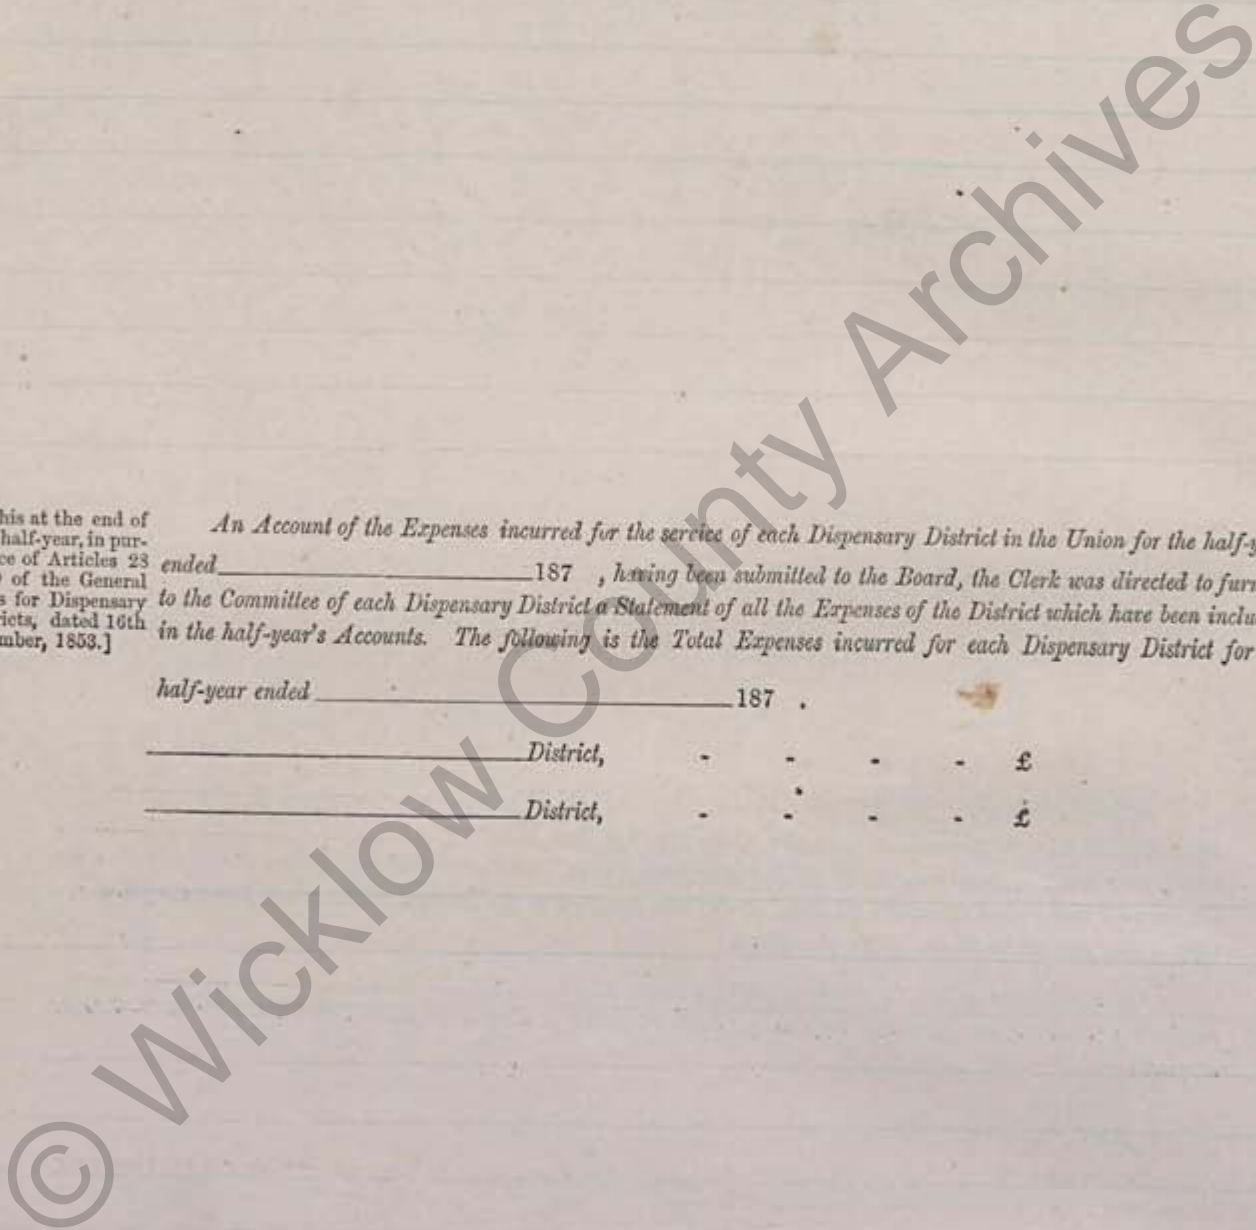 his at the end of
half-year, in pur-
ce of Articles 23
of the General
s for Dispensary
icts, dated 16th
mber, 1853.]
An Account of the Expenses incurred for the service of each Dispensary District in the Union for the half-y
ended 187 , having been submitted to the Board, the Clerk was directed to furn
to the Committee of each Dispensary District a Statement of all the Expenses of the District which have been inclu
in the half-year's Accounts. The following is the Total Expenses incurred for each Dispensary District for
half-year ended 187 .
District, - - - - £
District, - - - - £
© Wicklow County Archives